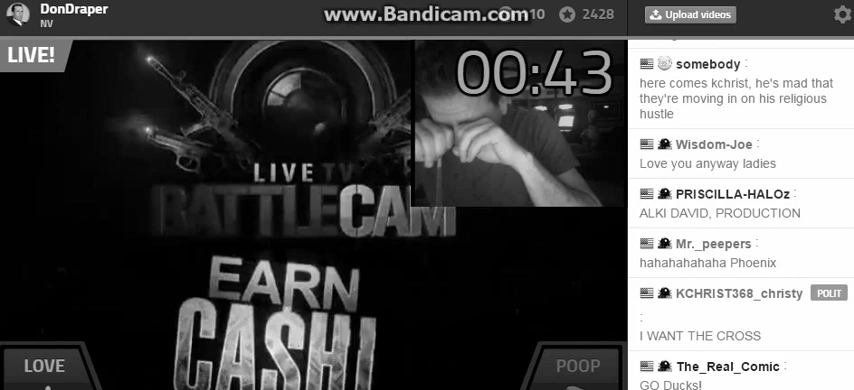 DonDraper
NV
www.Bandicam.com
10
2428
Upload videos
LIVE!
00:43
LIVE TV
BATTLECAM
EARN
CASH!
LOVE
POOP
somebody :
here comes kchrist, he's mad that
they're moving in on his religious
hustle
Wisdom-Joe :
Love you anyway ladies
PRISCILLA-HALOz :
ALKI DAVID, PRODUCTION
Mr._peepers :
hahahahahaha Phoenix
KCHRIST368_christy POLIT
:
I WANT THE CROSS
The_Real_Comic :
GO Ducks!